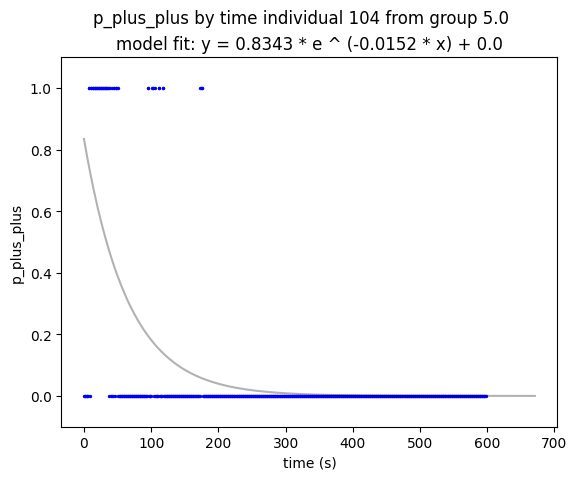 p_plus_plus by time individual 104 from group 5.0
model fit: y = 0.8343 * e ^ (-0.0152 * x) + 0.0
1.0
0.8
0.6
0.4
0.2
0.0
p_plus_plus
0 100 200 300 400 500 600 700
time (s)